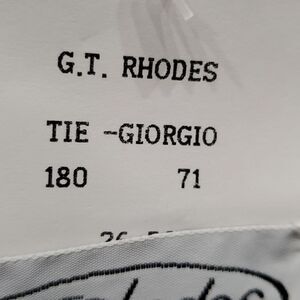 G.T. RHODES
TIE -GIORGIO
180 71